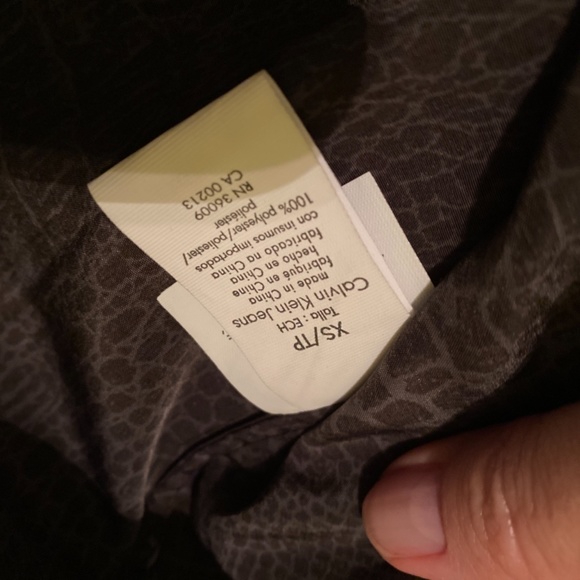 XS/TP
Talla : ECH
Calvin Klein Jeans
made in China
fabriqué en Chine
hecho en China
fabricado na China
con insumos importados
100% polyester/poliester/
poliéster
RN 36009
CA 00213